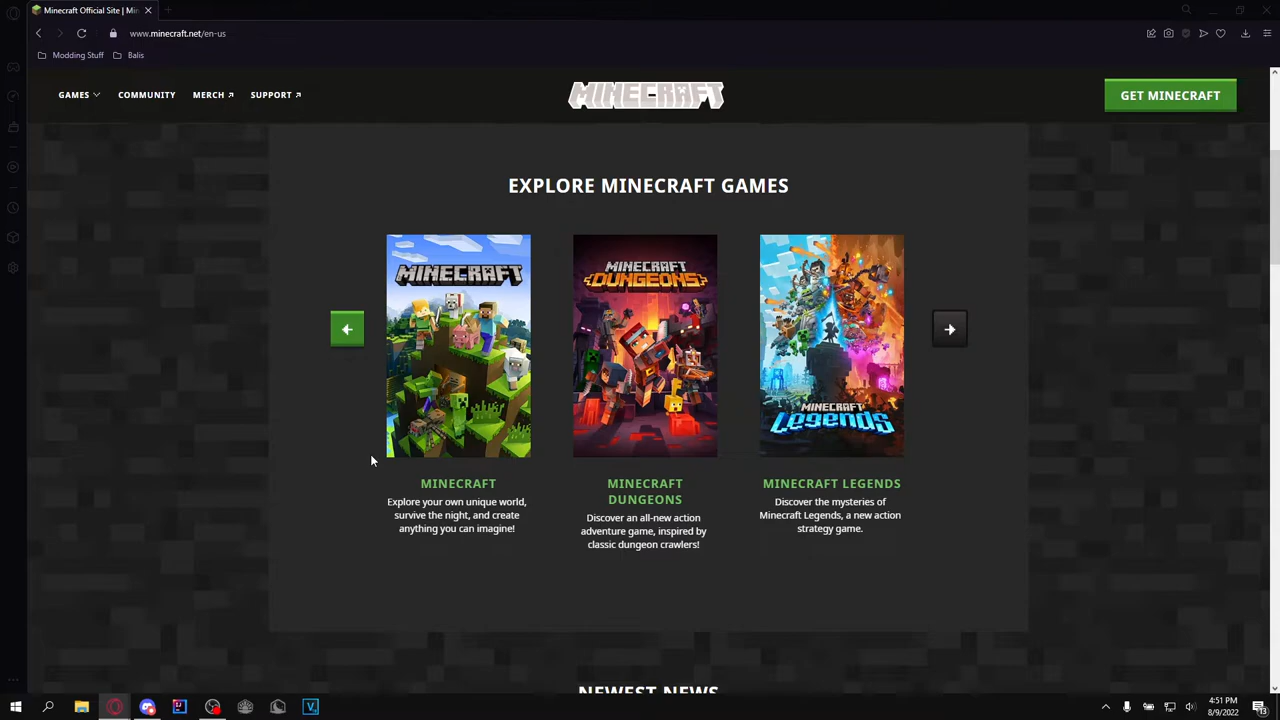 Minecraft Official Site | Min
www.minecraft.net/en-us
Modding Stuff
Balis
GAMES
COMMUNITY
MERCH
SUPPORT
MINECRAFT
GET MINECRAFT
EXPLORE MINECRAFT GAMES
MINECRAFT
MINECRAFT
DUNGEONS
MINECRAFT
Legends
MINECRAFT
Explore your own unique world,
survive the night, and create
anything you can imagine!
MINECRAFT
DUNGEONS
Discover an all-new action
adventure game, inspired by
classic dungeon crawlers!
MINECRAFT LEGENDS
Discover the mysteries of
Minecraft Legends, a new action
strategy game.
NEWEST NEWS
4:51 PM
8/9/2022
13